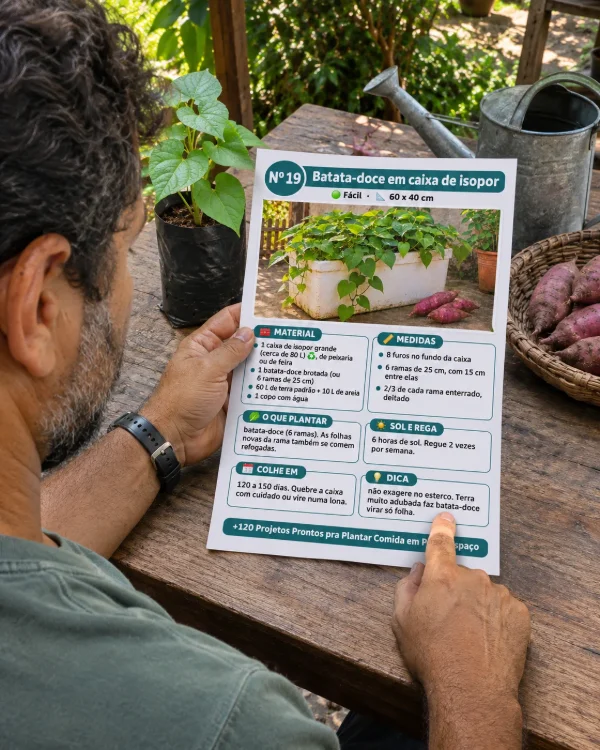 Nº 19 Batata-doce em caixa de isopor
Fácil · 60 x 40 cm
MATERIAL
• 1 caixa de isopor grande
(cerca de 80 L) ♻, de peixaria
ou de feira
• 1 batata-doce brotada (ou
6 ramas de 25 cm)
• 60 L de terra padrão + 10 L de areia
• 1 copo com água
MEDIDAS
• 8 furos no fundo da caixa
• 6 ramas de 25 cm, com 15 cm
entre elas
• 2/3 de cada rama enterrado,
deitado
O QUE PLANTAR
batata-doce (6 ramas). As folhas
novas da rama também se comem
refogadas.
SOL E REGA
6 horas de sol. Regue 2 vezes
por semana.
COLHE EM
120 a 150 dias. Quebre a caixa
com cuidado ou vire numa lona.
DICA
não exagere no esterco. Terra
muito adubada faz batata-doce
virar só folha.
+120 Projetos Prontos pra Plantar Comida em spaço